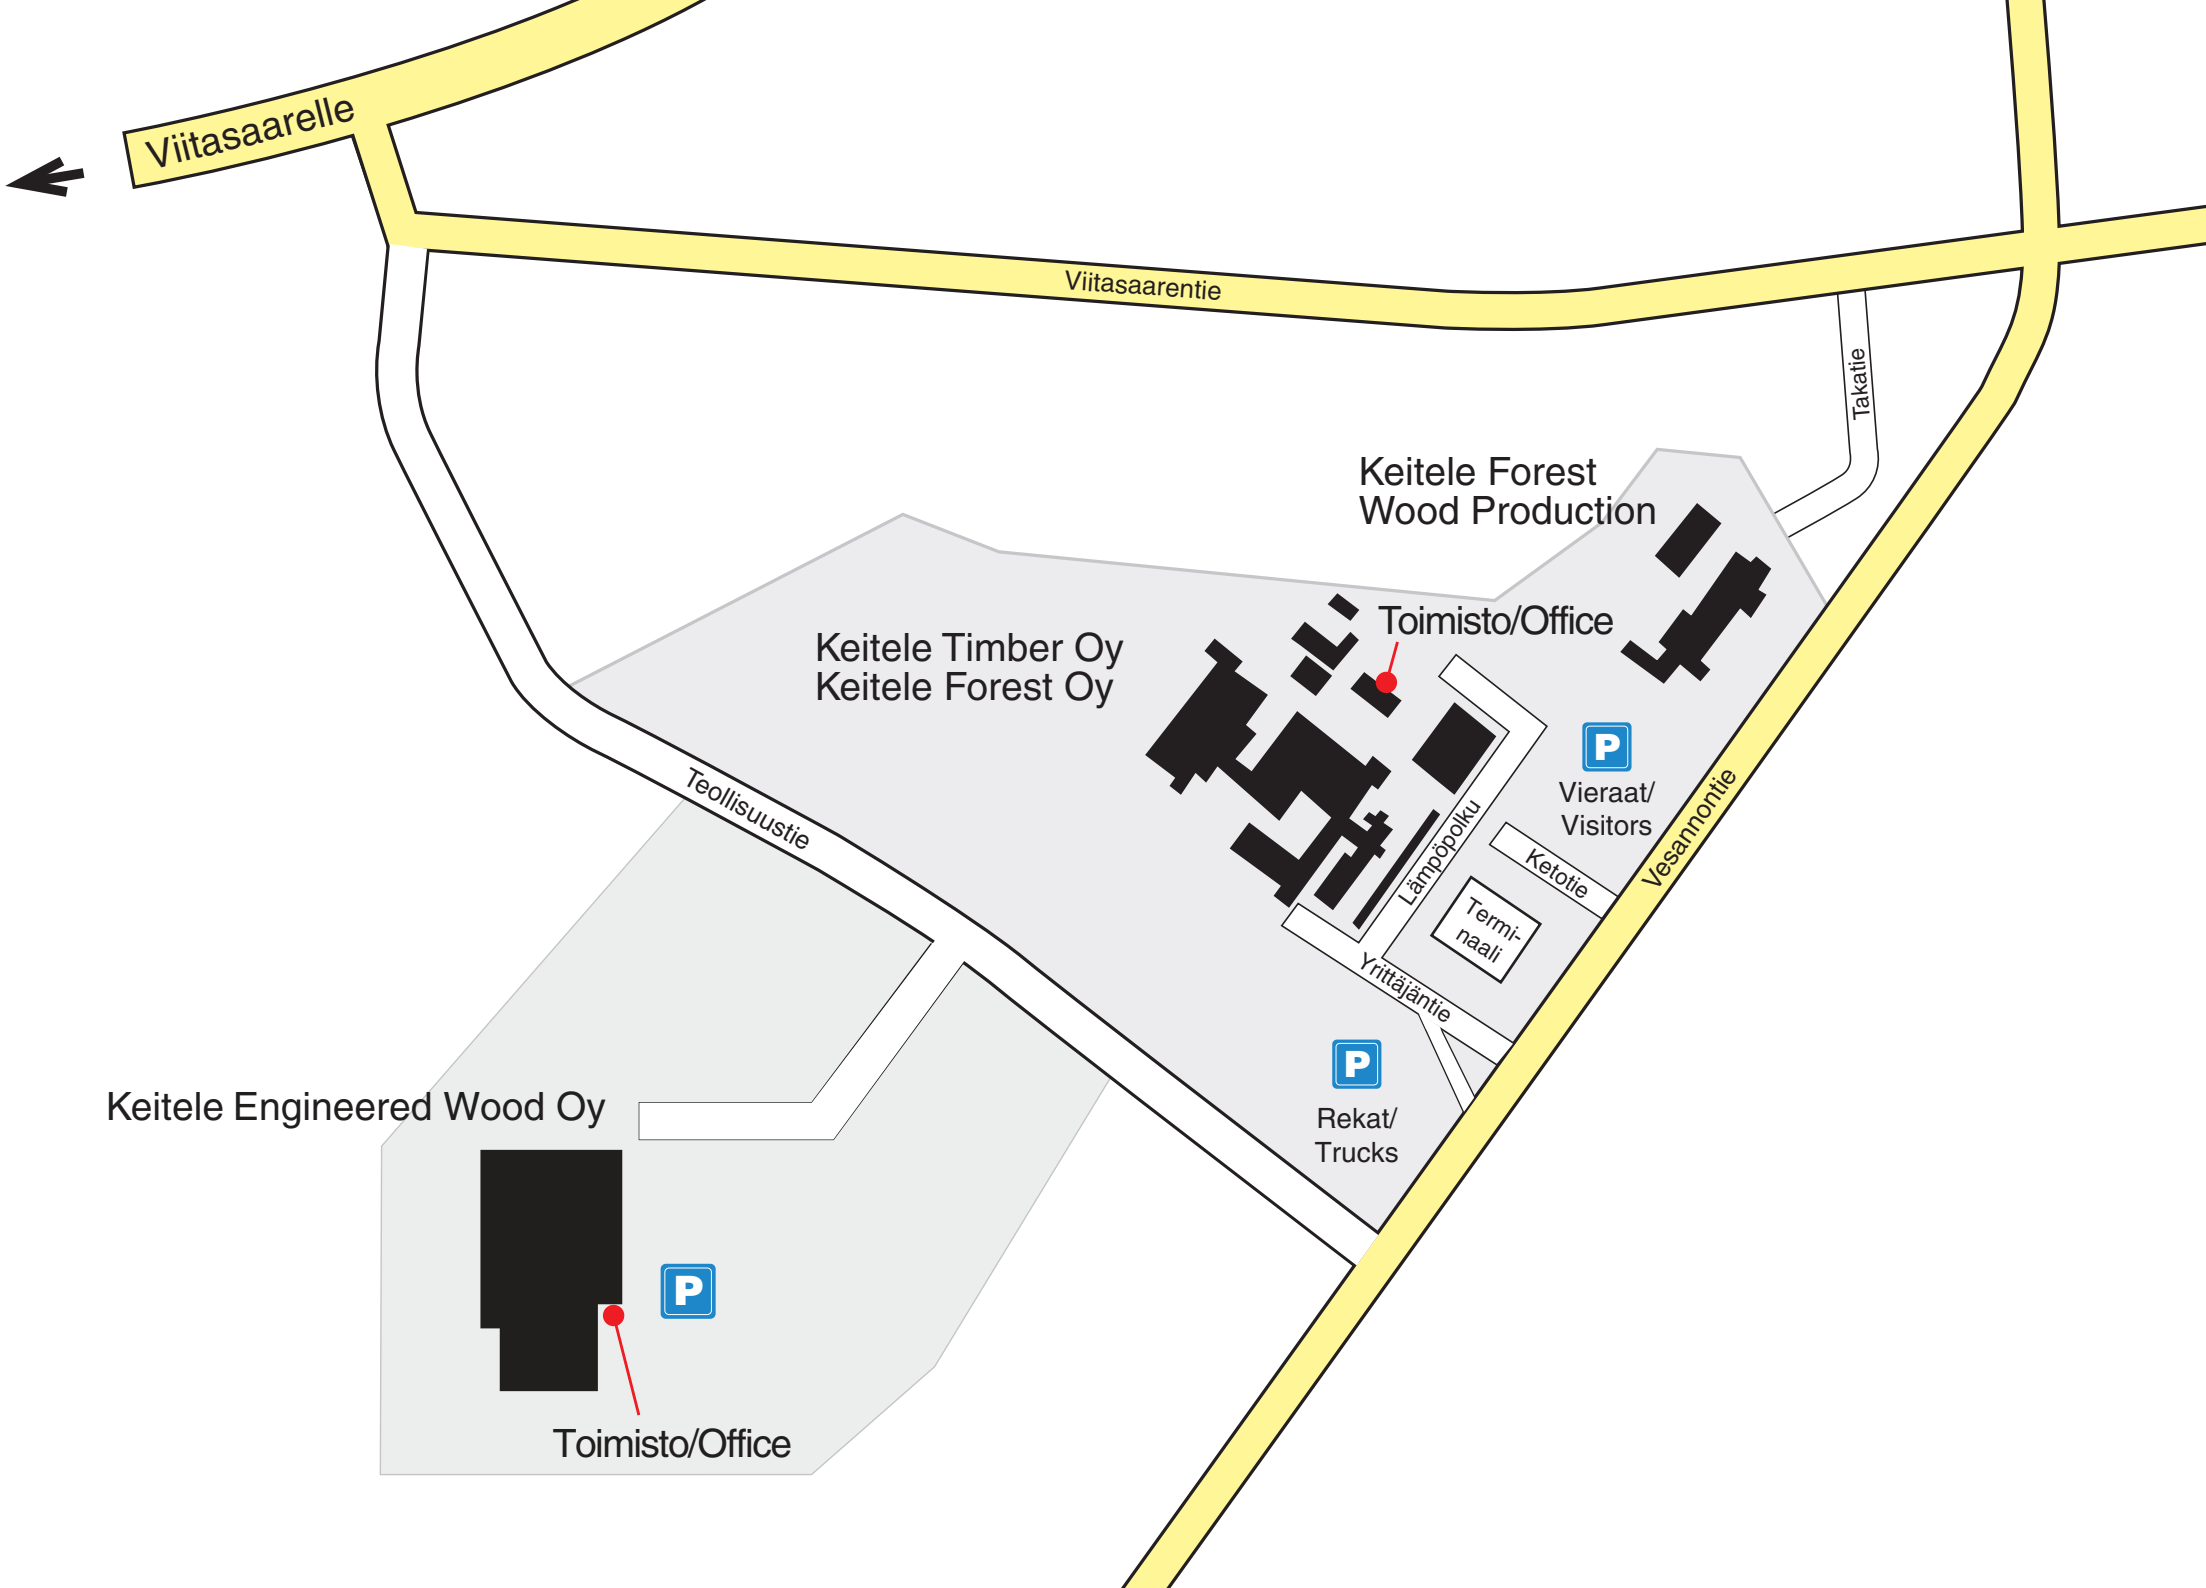 Viitasaarelle
Viitasaarentie
Takatie
Keitele Forest
Wood Production
Toimisto/Office
Keitele Timber Oy
Keitele Forest Oy
P
Vieraat/
Visitors
Vesannontie
Teollisuustie
Lämpöpolku
Ketotie
Termi-
naali
Yrittäjäntie
P
Rekat/
Trucks
Keitele Engineered Wood Oy
P
Toimisto/Office